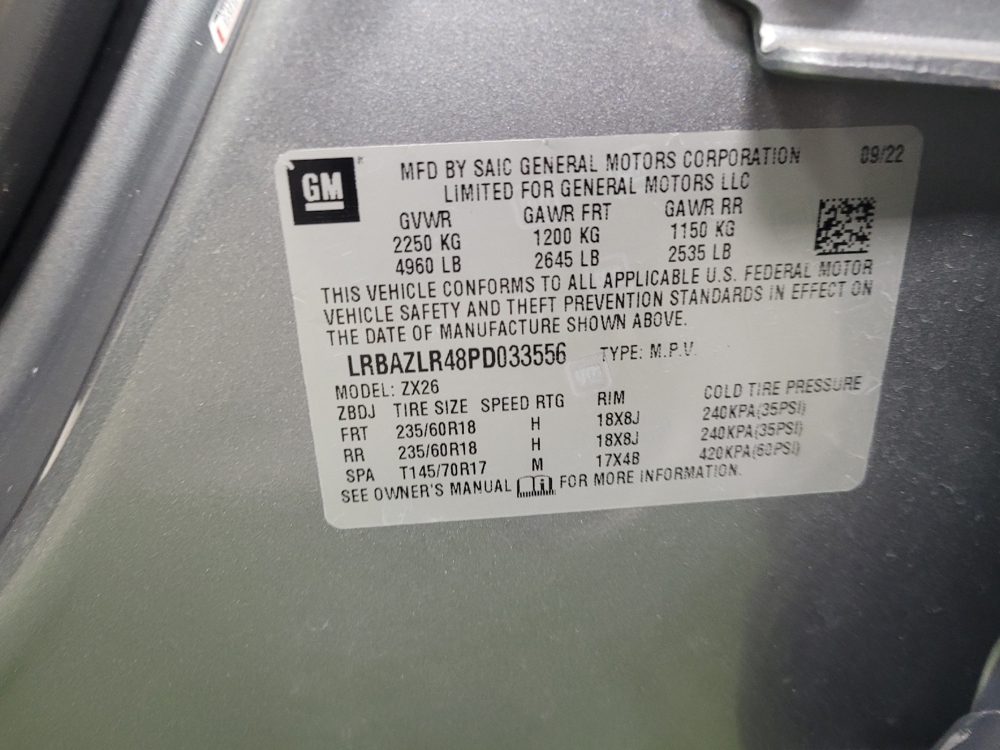 GM
MFD BY SAIC GENERAL MOTORS CORPORATION 09/22
LIMITED FOR GENERAL MOTORS LLC
GVWR GAWR FRT GAWR RR
2250 KG 1200 KG 1150 KG
4960 LB 2645 LB 2535 LB
THIS VEHICLE CONFORMS TO ALL APPLICABLE U.S. FEDERAL MOTOR
VEHICLE SAFETY AND THEFT PREVENTION STANDARDS IN EFFECT ON
THE DATE OF MANUFACTURE SHOWN ABOVE.
LRBAZLR48PD033556 TYPE: M.P.V.
MODEL: ZX26
ZBDJ TIRE SIZE SPEED RTG RIM COLD TIRE PRESSURE
FRT 235/60R18 H 18X8J 240KPA(35PSI)
RR 235/60R18 H 18X8J 240KPA(35PSI)
SPA T145/70R17 M 17X4B 420KPA(60PSI)
SEE OWNER'S MANUAL FOR MORE INFORMATION.